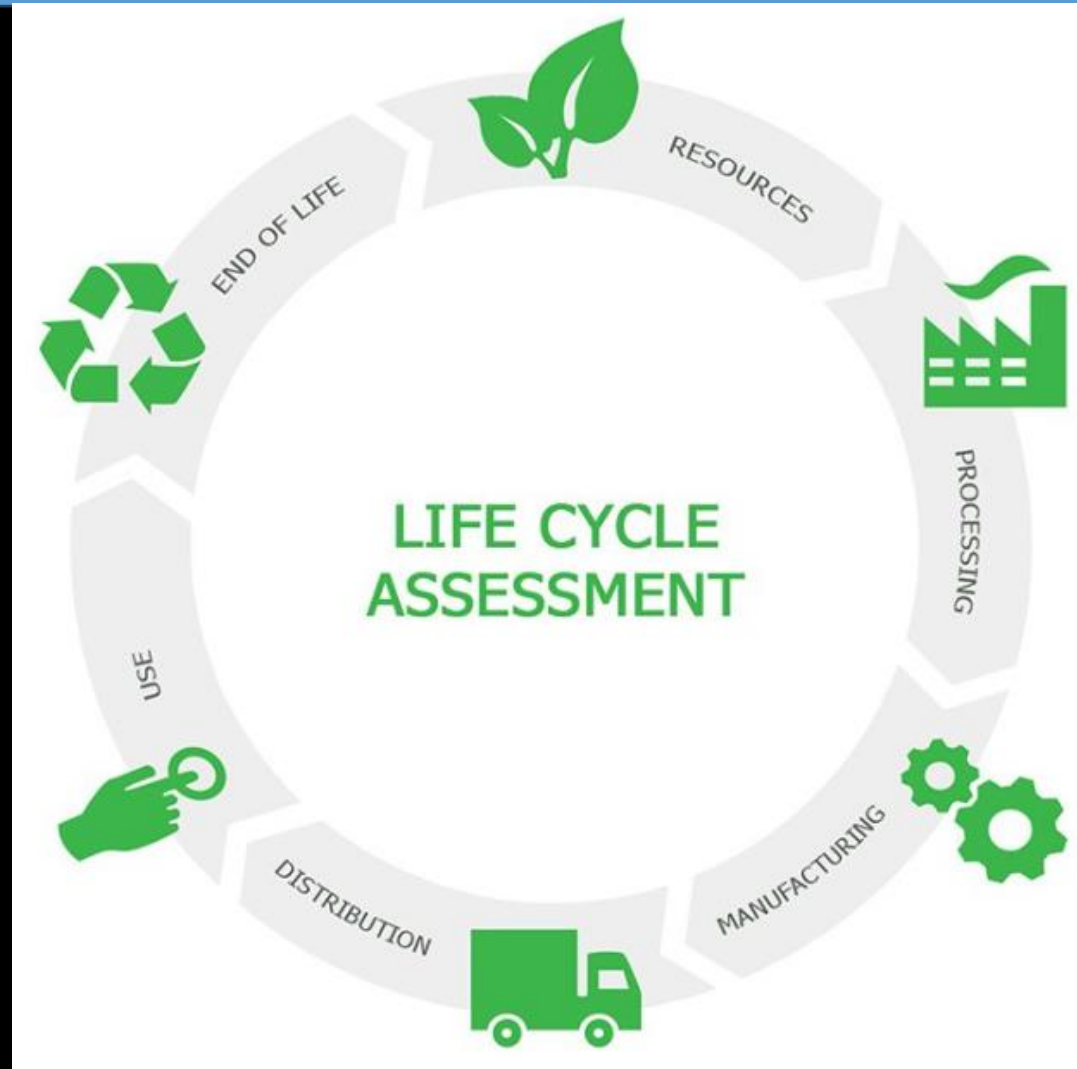 LIFE CYCLE
ASSESSMENT
RESOURCES
PROCESSING
MANUFACTURING
DISTRIBUTION
USE
END OF LIFE